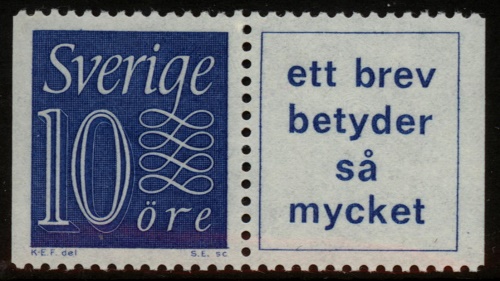 Sverige
10
öre
K·E.F. del
S.E. sc
ett brev
betyder
så
mycket